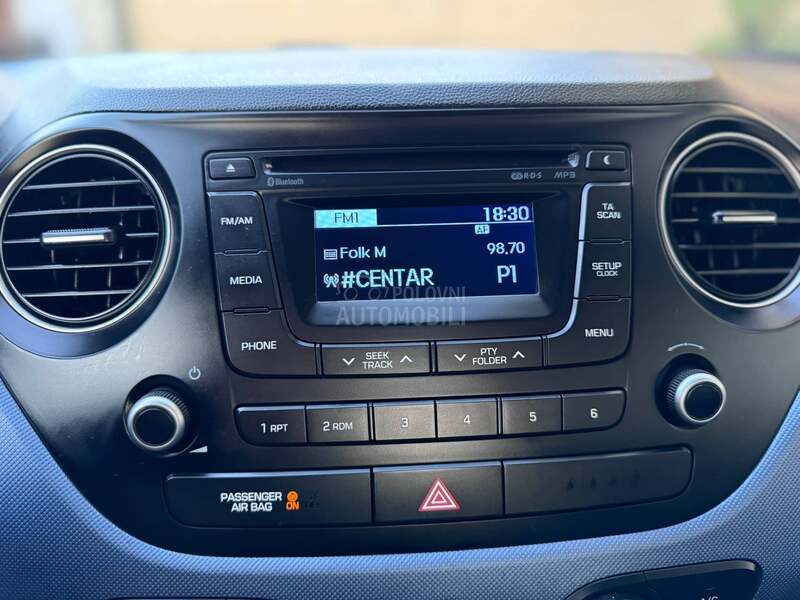 Bluetooth
R·D·S
MP3
FM/AM
MEDIA
PHONE
FM1
18:30
AF
Folk M
98.70
#CENTAR
P1
TA
SCAN
SETUP
CLOCK
MENU
POLOVNI
AUTOMOBILI
SEEK
TRACK
PTY
FOLDER
1 RPT
2 RDM
3
4
5
6
PASSENGER
AIR BAG
ON
A/C